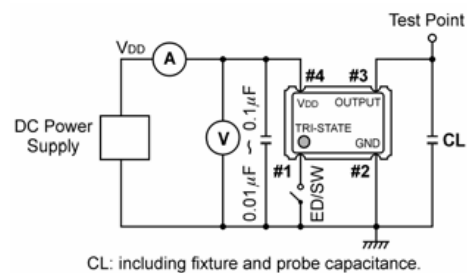 Test Point
VDD
A
#4
#3
VDD
OUTPUT
TRI-STATE
GND
DC Power
Supply
V
0.01μF ~ 0.1μF
CL
#1
ED/SW
#2
CL: including fixture and probe capacitance.